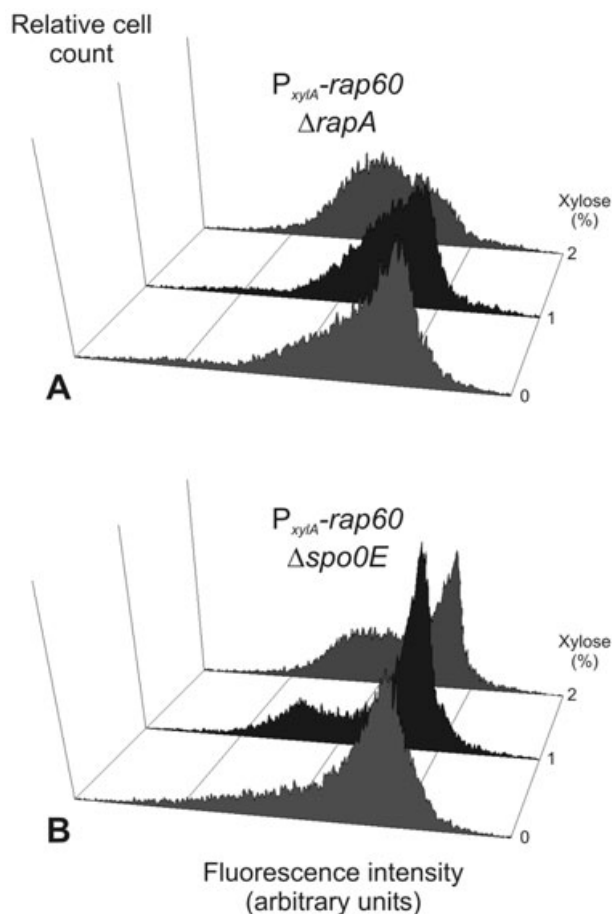 Relative cell
count
PxylA-rap60
ΔrapA
Xylose
(%)
2
1
0
A
PxylA-rap60
Δspo0E
Xylose
(%)
2
1
0
B
Fluorescence intensity
(arbitrary units)